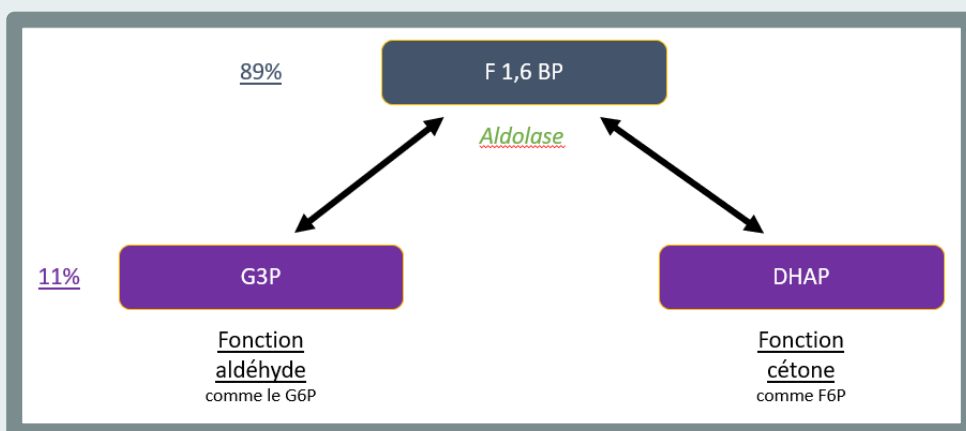 89%
F 1,6 BP
Aldolase
11%
G3P
DHAP
Fonction
aldéhyde
comme le G6P
Fonction
cétone
comme F6P